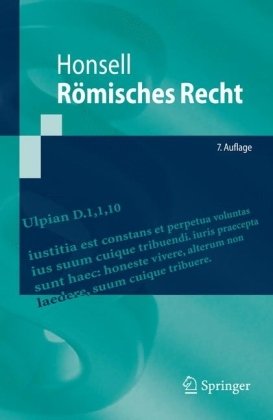 Honsell
Römisches Recht
7. Auflage
Ulpian D.1,1,10
iustitia est constans et perpetua voluntas
ius suum cuique tribuendi. iuris praecepta
sunt haec: honeste vivere, alterum non
laedere, suum cuique tribuere.
Springer